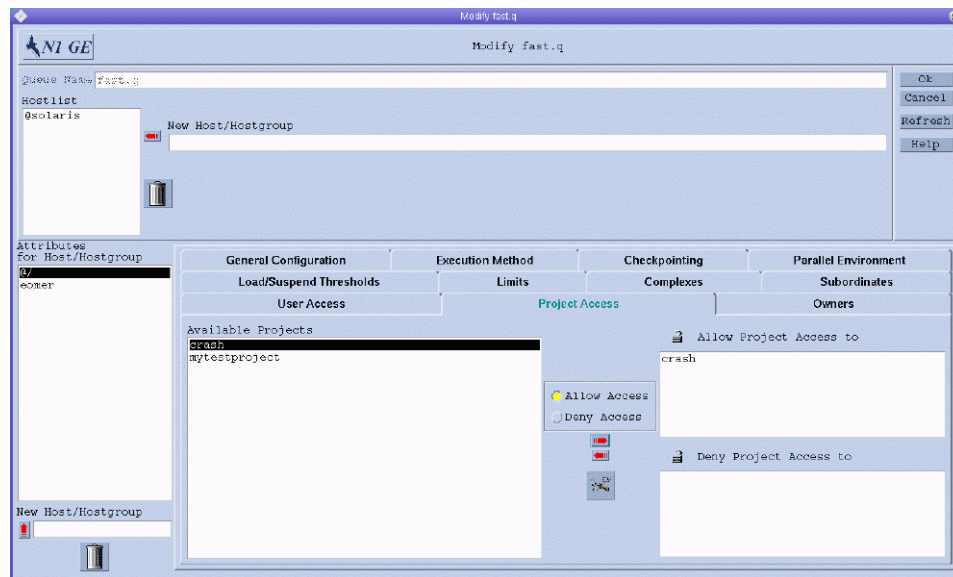 Modify fast.q
N1 GE
Modify fast.q
Queue Name fast.q
Ok
Hostlist
Cancel
@solaris
Refresh
New Host/Hostgroup
Help
Attributes
for Host/Hostgroup
@/
eomer
General Configuration Execution Method Checkpointing Parallel Environment
Load/Suspend Thresholds Limits Complexes Subordinates
User Access Project Access Owners
Available Projects
crash
mytestproject
Allow Access
Deny Access
Allow Project Access to
crash
Deny Project Access to
New Host/Hostgroup